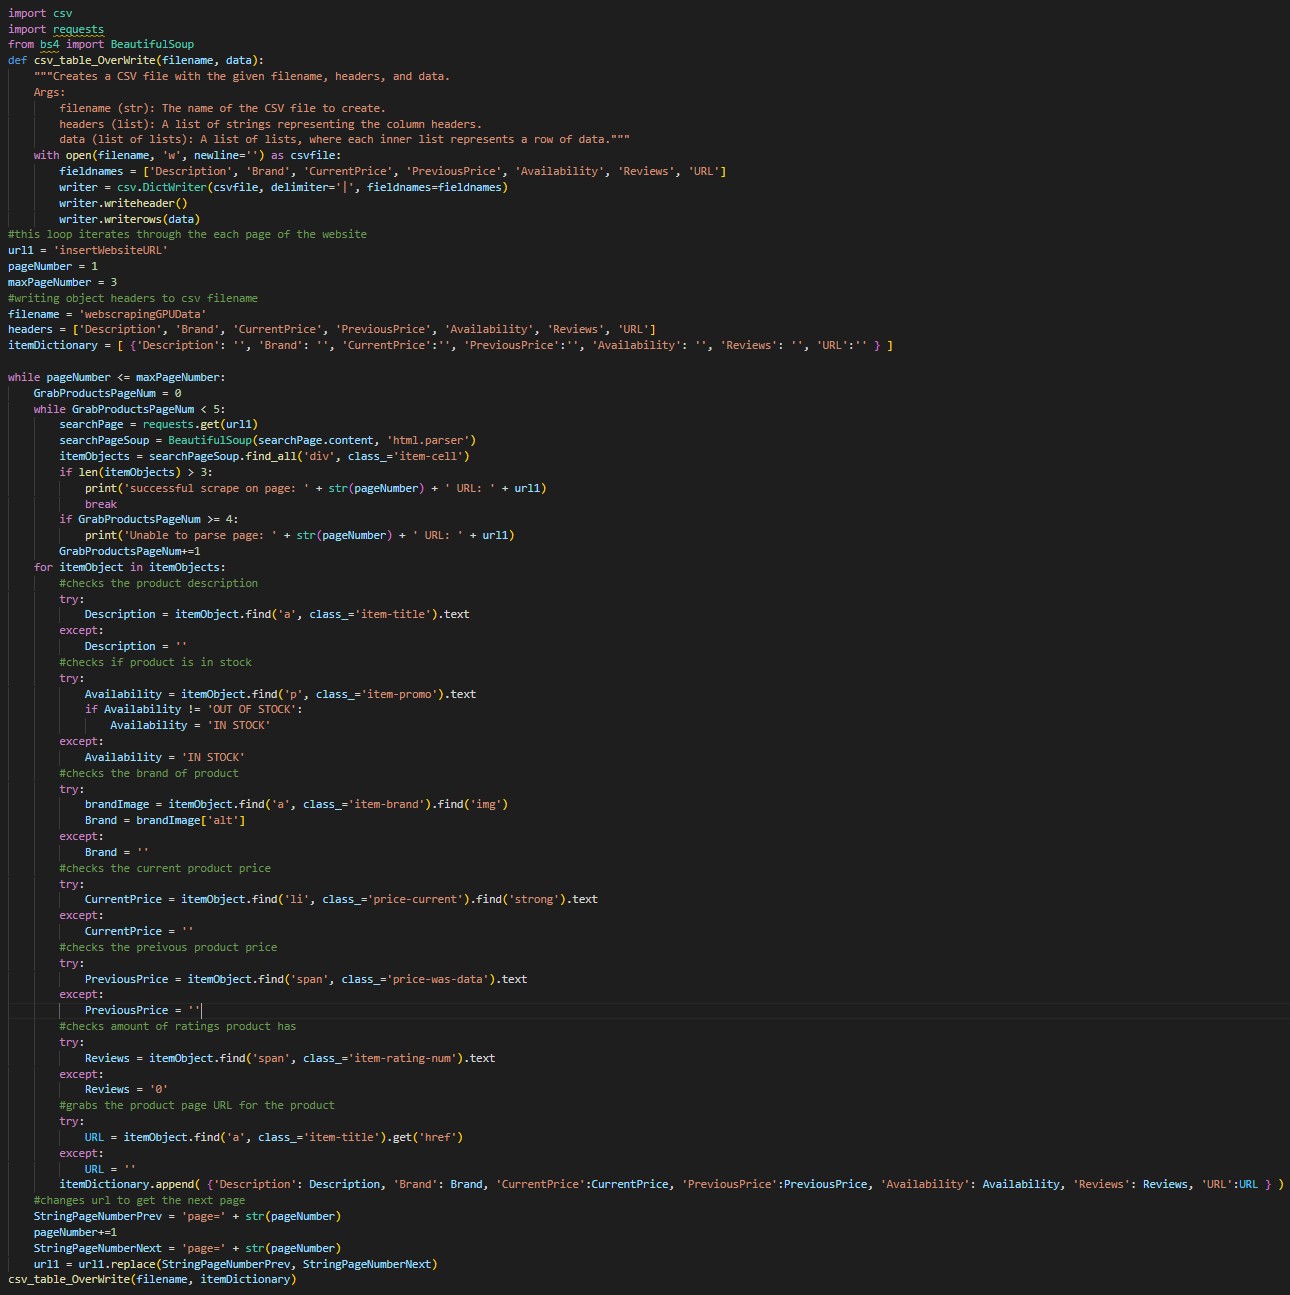 import csv
import requests
from bs4 import BeautifulSoup
def csv_table_OverWrite(filename, data):
    """Creates a CSV file with the given filename, headers, and data.
    Args:
        filename (str): The name of the CSV file to create.
        headers (list): A list of strings representing the column headers.
        data (list of lists): A list of lists, where each inner list represents a row of data."""
    with open(filename, 'w', newline='') as csvfile:
        fieldnames = ['Description', 'Brand', 'CurrentPrice', 'PreviousPrice', 'Availability', 'Reviews', 'URL']
        writer = csv.DictWriter(csvfile, delimiter='|', fieldnames=fieldnames)
        writer.writeheader()
        writer.writerows(data)
#this loop iterates through the each page of the website
url1 = 'insertWebsiteURL'
pageNumber = 1
maxPageNumber = 3
#writing object headers to csv filename
filename = 'webscrapingGPUData'
headers = ['Description', 'Brand', 'CurrentPrice', 'PreviousPrice', 'Availability', 'Reviews', 'URL']
itemDictionary = [ {'Description': '', 'Brand': '', 'CurrentPrice':'', 'PreviousPrice':'', 'Availability': '', 'Reviews': '', 'URL':'' } ]

while pageNumber <= maxPageNumber:
    GrabProductsPageNum = 0
    while GrabProductsPageNum < 5:
        searchPage = requests.get(url1)
        searchPageSoup = BeautifulSoup(searchPage.content, 'html.parser')
        itemObjects = searchPageSoup.find_all('div', class_='item-cell')
        if len(itemObjects) > 3:
            print('successful scrape on page: ' + str(pageNumber) + ' URL: ' + url1)
            break
        if GrabProductsPageNum >= 4:
            print('Unable to parse page: ' + str(pageNumber) + ' URL: ' + url1)
        GrabProductsPageNum+=1
    for itemObject in itemObjects:
        #checks the product description
        try:
            Description = itemObject.find('a', class_='item-title').text
        except:
            Description = ''
        #checks if product is in stock
        try:
            Availability = itemObject.find('p', class_='item-promo').text
            if Availability != 'OUT OF STOCK':
                Availability = 'IN STOCK'
        except:
            Availability = 'IN STOCK'
        #checks the brand of product
        try:
            brandImage = itemObject.find('a', class_='item-brand').find('img')
            Brand = brandImage['alt']
        except:
            Brand = ''
        #checks the current product price
        try:
            CurrentPrice = itemObject.find('li', class_='price-current').find('strong').text
        except:
            CurrentPrice = ''
        #checks the preivous product price
        try:
            PreviousPrice = itemObject.find('span', class_='price-was-data').text
        except:
            PreviousPrice = ''
        #checks amount of ratings product has
        try:
            Reviews = itemObject.find('span', class_='item-rating-num').text
        except:
            Reviews = '0'
        #grabs the product page URL for the product
        try:
            URL = itemObject.find('a', class_='item-title').get('href')
        except:
            URL = ''
        itemDictionary.append( {'Description': Description, 'Brand': Brand, 'CurrentPrice':CurrentPrice, 'PreviousPrice':PreviousPrice, 'Availability': Availability, 'Reviews': Reviews, 'URL':URL } )
    #changes url to get the next page
    StringPageNumberPrev = 'page=' + str(pageNumber)
    pageNumber+=1
    StringPageNumberNext = 'page=' + str(pageNumber)
    url1 = url1.replace(StringPageNumberPrev, StringPageNumberNext)
csv_table_OverWrite(filename, itemDictionary)